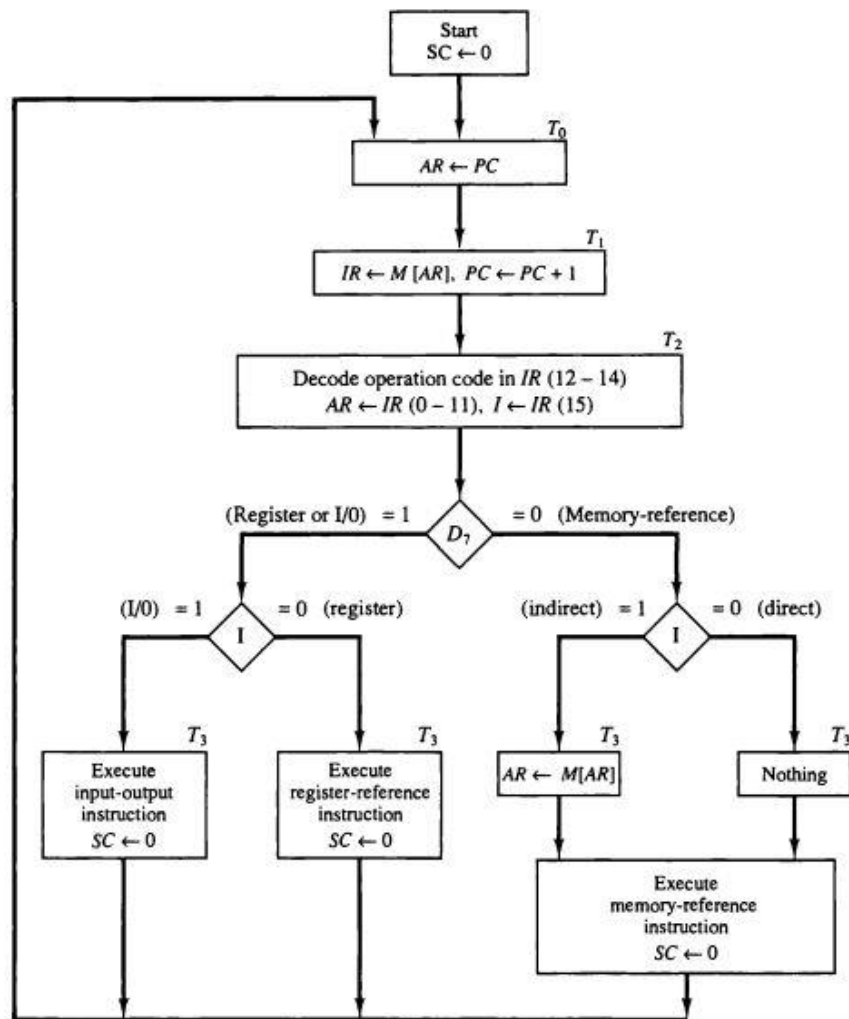 Start
SC ← 0
T₀
AR ← PC
T₁
IR ← M [AR], PC ← PC + 1
T₂
Decode operation code in IR (12 – 14)
AR ← IR (0 – 11), I ← IR (15)
(Register or I/0) = 1
D₇
= 0 (Memory-reference)
(I/0) = 1
I
= 0 (register)
(indirect) = 1
I
= 0 (direct)
T₃
T₃
T₃
T₃
Execute
input-output
instruction
SC ← 0
Execute
register-reference
instruction
SC ← 0
AR ← M[AR]
Nothing
Execute
memory-reference
instruction
SC ← 0